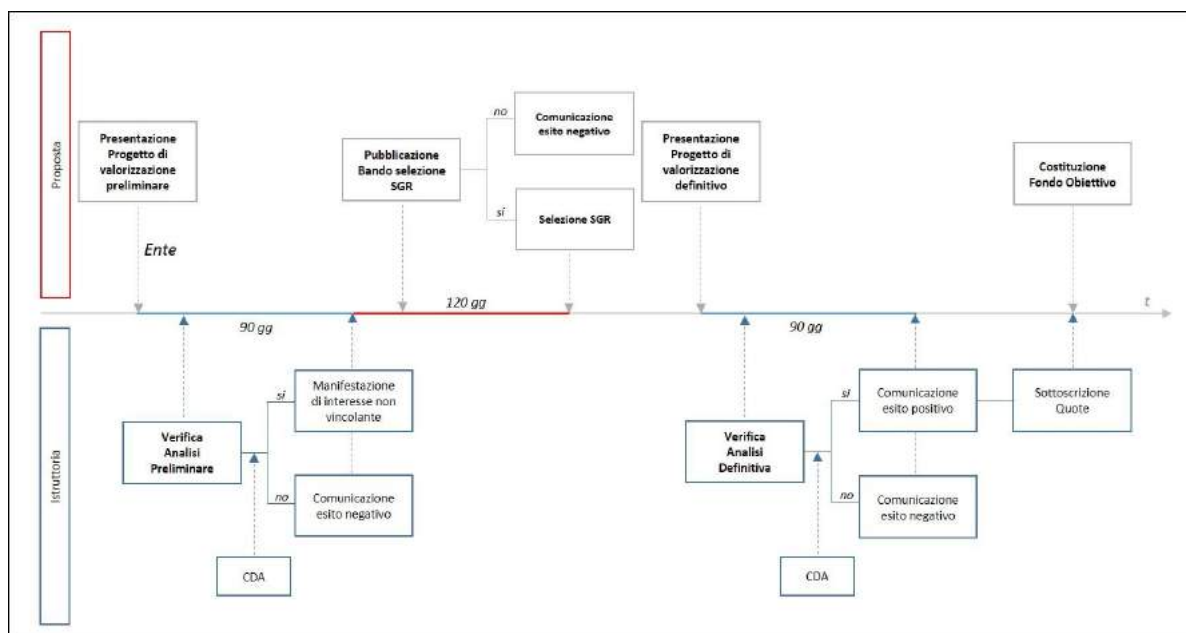 Proposta
Presentazione
Progetto di
valorizzazione
preliminare
Ente
Pubblicazione
Bando selezione
SGR
no
Comunicazione
esito negativo
sì
Selezione SGR
Presentazione
Progetto di
valorizzazione
definitivo
Costituzione
Fondo Obiettivo
90 gg
120 gg
90 gg
t
Istruttoria
Verifica
Analisi
Preliminare
CDA
si
Manifestazione
di interesse non
vincolante
no
Comunicazione
esito negativo
Verifica
Analisi
Definitiva
CDA
si
Comunicazione
esito positivo
no
Comunicazione
esito negativo
Sottoscrizione
Quote